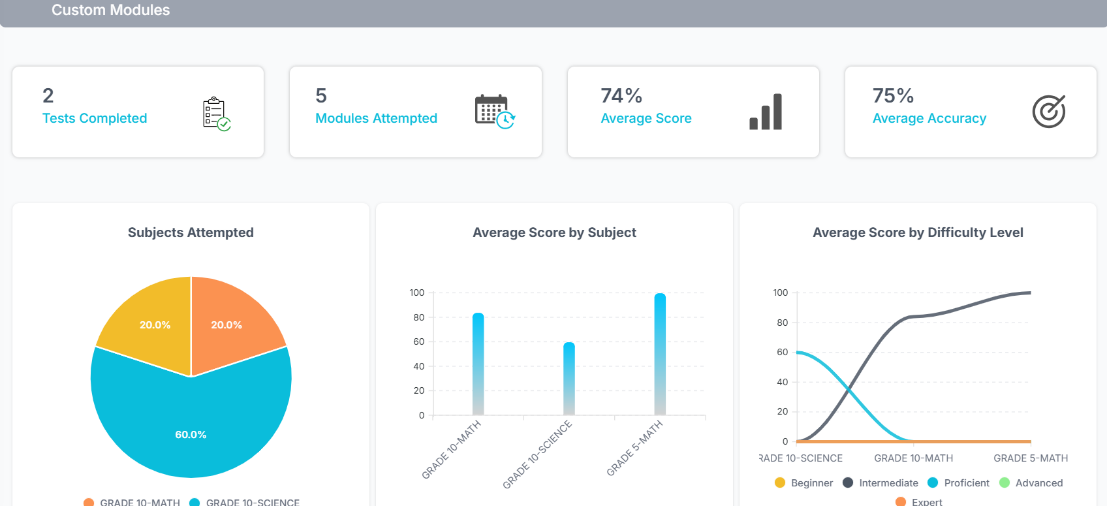 Custom Modules
2
Tests Completed
5
Modules Attempted
74%
Average Score
75%
Average Accuracy
Subjects Attempted
20.0%
20.0%
60.0%
GRADE 10-MATH
GRADE 10-SCIENCE
Average Score by Subject
100
80
60
40
20
0
GRADE 10-MATH
GRADE 10-SCIENCE
GRADE 5-MATH
Average Score by Difficulty Level
100
80
60
40
20
0
RADE 10-SCIENCE
GRADE 10-MATH
GRADE 5-MATH
Beginner
Intermediate
Proficient
Advanced
Expert